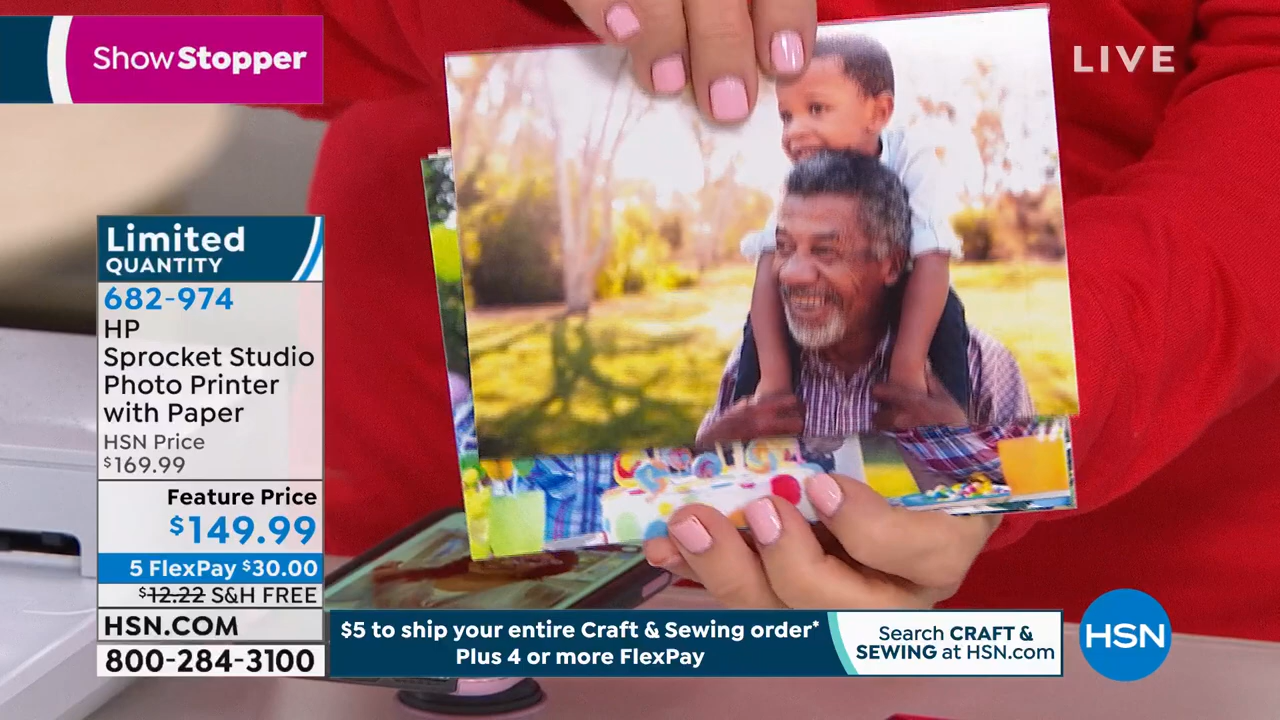 ShowStopper
LIVE
Limited
QUANTITY
682-974
HP
Sprocket Studio
Photo Printer
with Paper
HSN Price
$169.99
Feature Price
$149.99
5 FlexPay $30.00
$12.22 S&H FREE
HSN.COM
800-284-3100
$5 to ship your entire Craft & Sewing order*
Plus 4 or more FlexPay
Search CRAFT &
SEWING at HSN.com
HSN